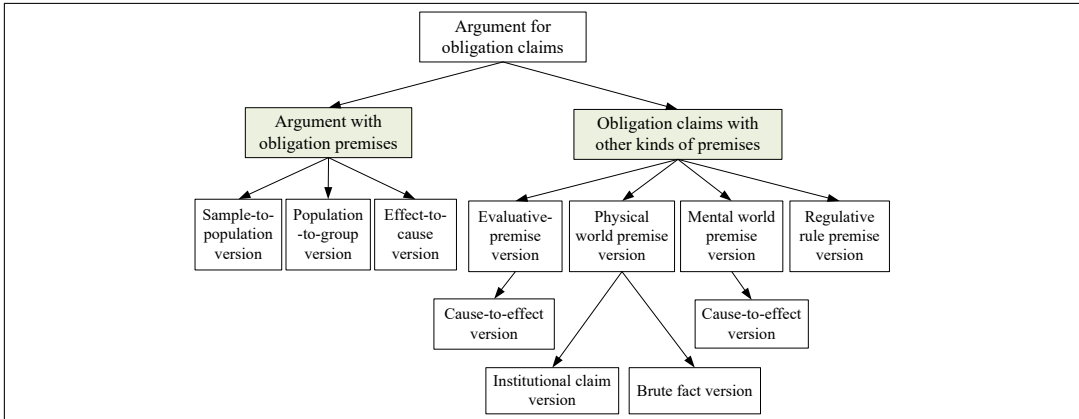 Argument for
obligation claims
Argument with
obligation premises
Obligation claims with
other kinds of premises
Sample-to-
population
version
Population
-to-group
version
Effect-to-
cause
version
Evaluative-
premise
version
Physical
world premise
version
Mental world
premise
version
Regulative
rule premise
version
Cause-to-effect
version
Cause-to-effect
version
Institutional claim
version
Brute fact version